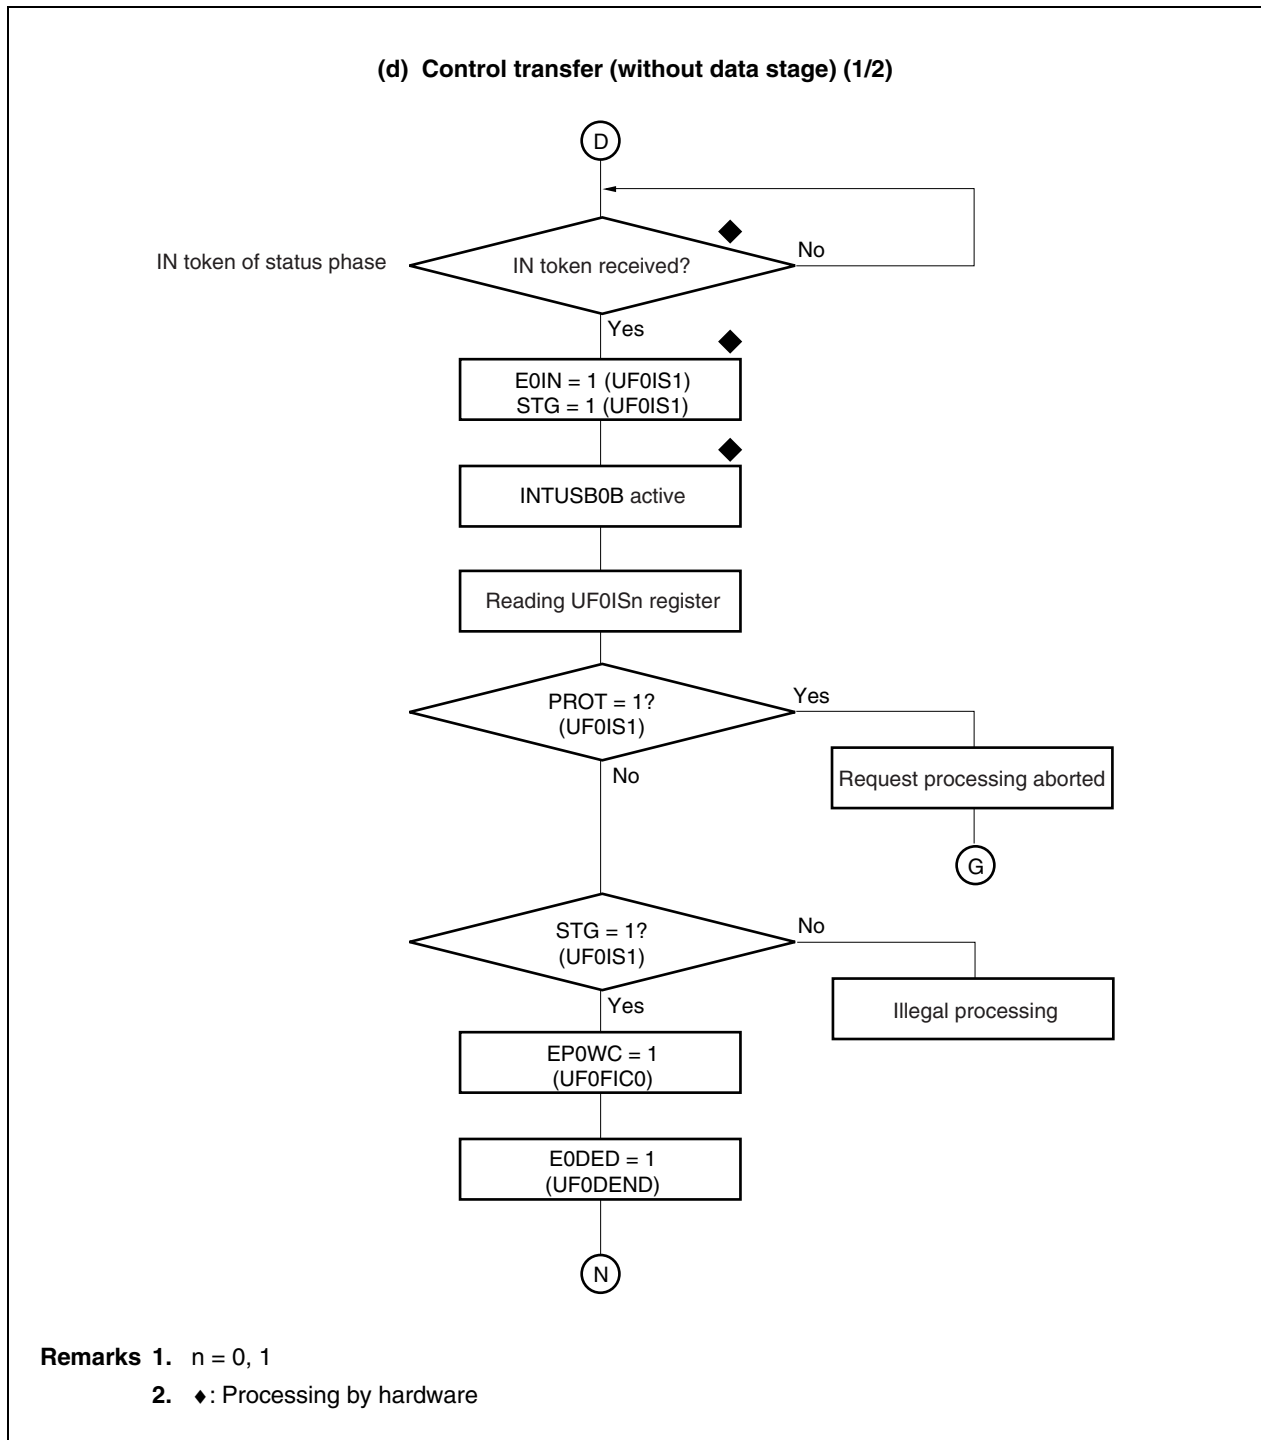 (d) Control transfer (without data stage) (1/2)
D
IN token of status phase
IN token received?
No
Yes
E0IN = 1 (UF0IS1)
STG = 1 (UF0IS1)
INTUSB0B active
Reading UF0ISn register
PROT = 1?
(UF0IS1)
Yes
No
Request processing aborted
G
STG = 1?
(UF0IS1)
No
Yes
Illegal processing
EP0WC = 1
(UF0FIC0)
E0DED = 1
(UF0DEND)
N
Remarks 1. n = 0, 1
2. ♦: Processing by hardware